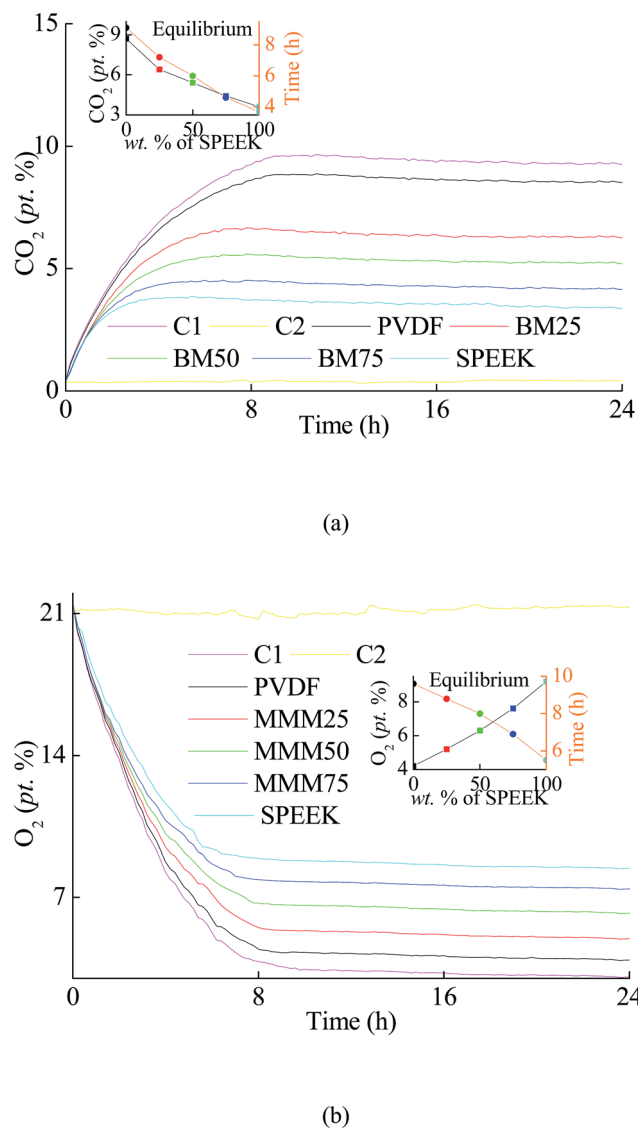 9
6
3
CO2 (pt. %)
Equilibrium
8
6
4
Time (h)
0 50 100
wt. % of SPEEK
15
10
5
0
CO2 (pt. %)
C1 C2 PVDF BM25
BM50 BM75 SPEEK
0 8 16 24
Time (h)
(a)
21
14
7
O2 (pt. %)
C1 C2
PVDF
MMM25
MMM50
MMM75
SPEEK
8
6
4
O2 (pt. %)
Equilibrium
10
8
6
Time (h)
0 50 100
wt. % of SPEEK
0 8 16 24
Time (h)
(b)